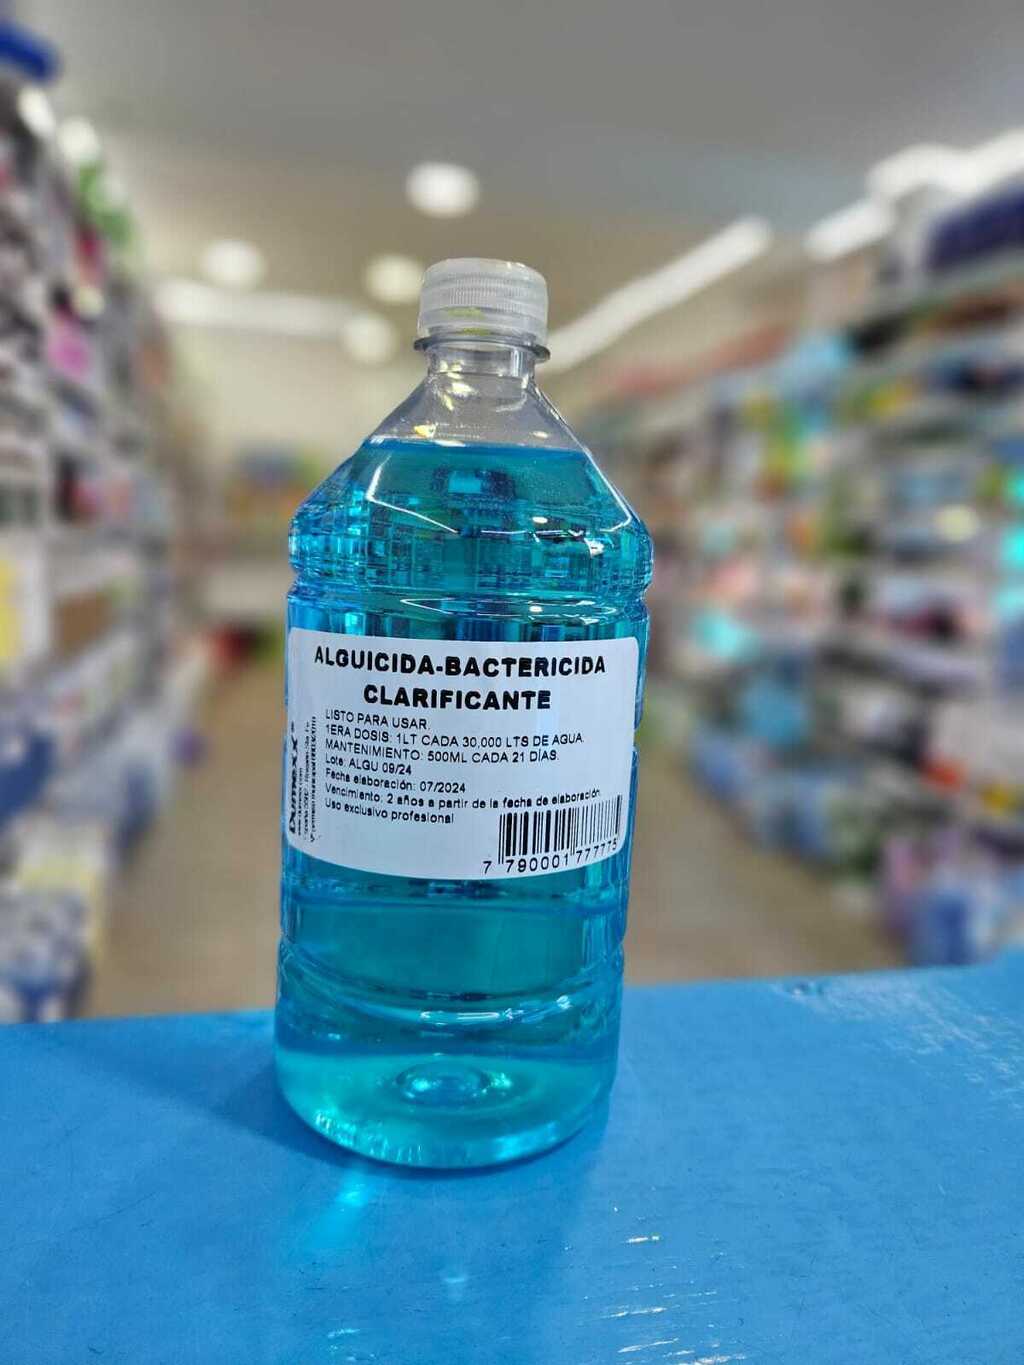 ALGUICIDA-BACTERICIDA
CLARIFICANTE
LISTO PARA USAR.
1ERA DOSIS: 1LT CADA 30,000 LTS DE AGUA.
MANTENIMIENTO: 500ML CADA 21 DÍAS.
Lote: ALGU 09/24
Fecha elaboración: 07/2024
Vencimiento: 2 años a partir de la fecha de elaboración
Uso exclusivo profesional
7 790001 777775